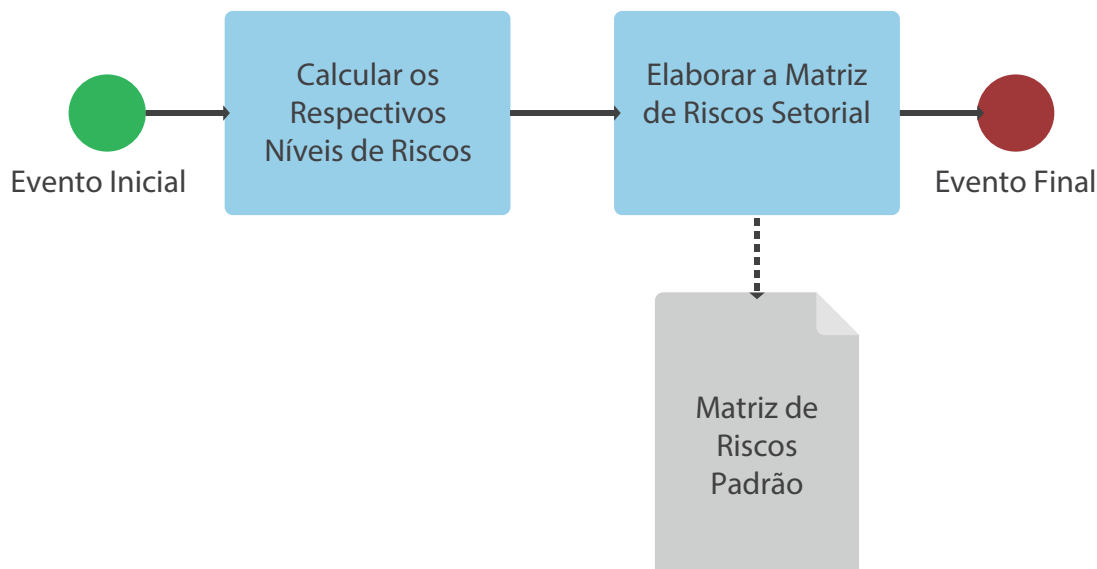 Evento Inicial
Calcular os
Respectivos
Níveis de Riscos
Elaborar a Matriz
de Riscos Setorial
Evento Final
Matriz de
Riscos
Padrão